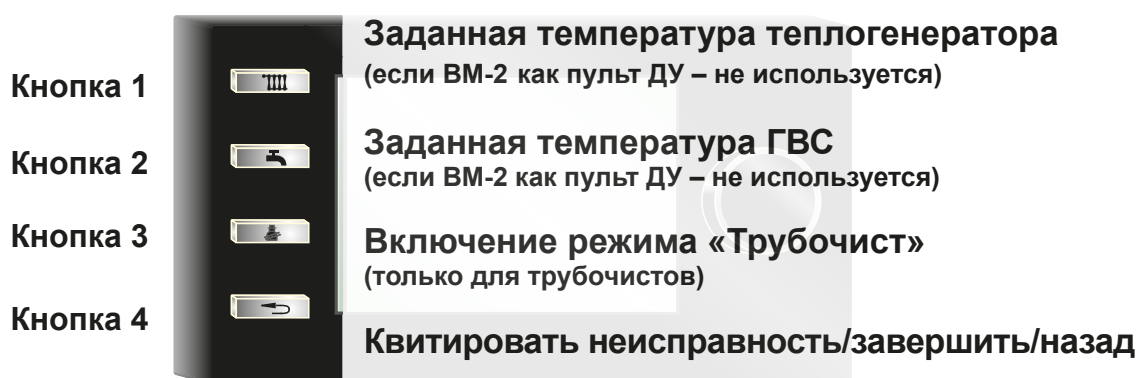 Заданная температура теплогенератора
Кнопка 1 (если BM-2 как пульт ДУ – не используется)
Заданная температура ГВС
Кнопка 2 (если BM-2 как пульт ДУ – не используется)
Кнопка 3 Включение режима «Трубочист»
(только для трубочистов)
Кнопка 4
Квитировать неисправность/завершить/назад